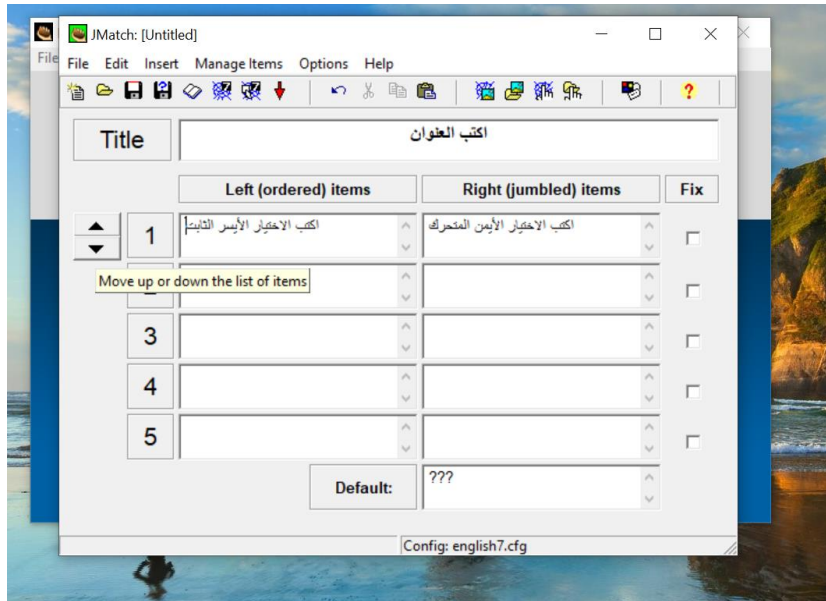 File
JMatch: [Untitled]
File Edit Insert Manage Items Options Help
Title
اكتب العنوان
Left (ordered) items Right (jumbled) items Fix
1
اكتب الاختيار الأيسر الثابت
اكتب الاختيار الأيمن المتحرك
Move up or down the list of items
3
4
5
Default:
???
Config: english7.cfg